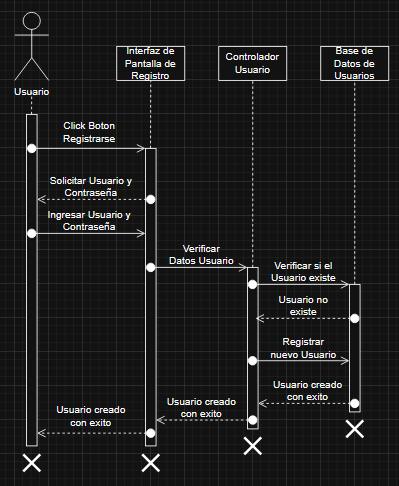 Usuario
Interfaz de
Pantalla de
Registro
Controlador
Usuario
Base de
Datos de
Usuarios
Click Boton
Registrarse
Solicitar Usuario y
Contraseña
Ingresar Usuario y
Contraseña
Verificar
Datos Usuario
Verificar si el
Usuario existe
Usuario no
existe
Registrar
nuevo Usuario
Usuario creado
con exito
Usuario creado
con exito
Usuario creado
con exito